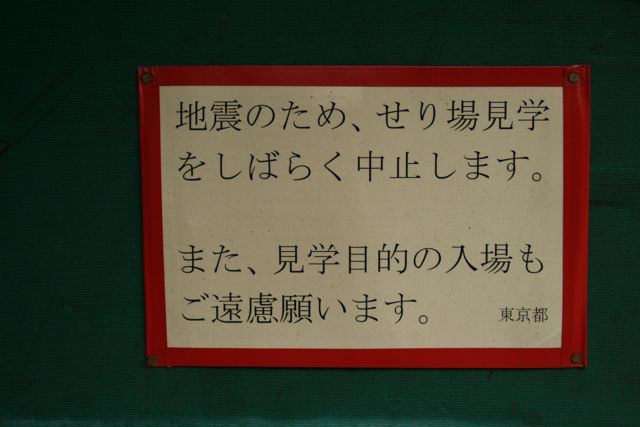 地震のため、せり場見学
をしばらく中止します。
また、見学目的の入場も
ご遠慮願います。
東京都